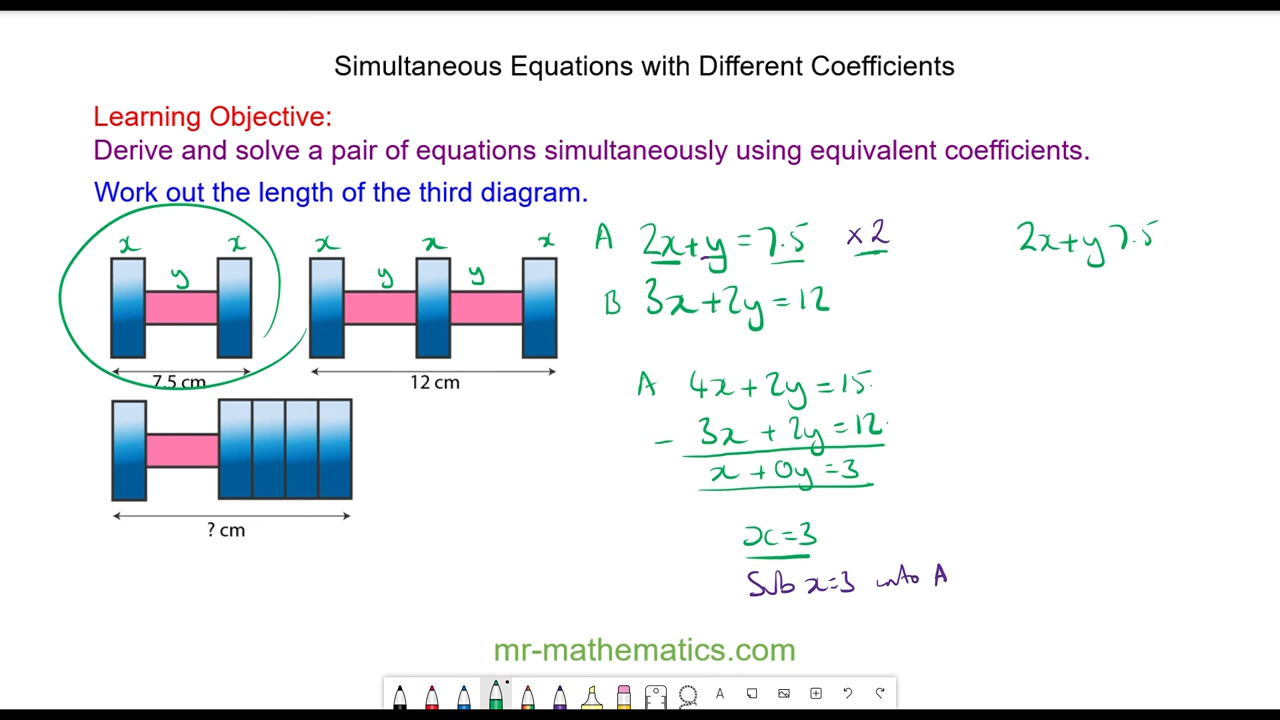 Simultaneous Equations with Different Coefficients
Learning Objective:
Derive and solve a pair of equations simultaneously using equivalent coefficients.
Work out the length of the third diagram.
x x x x x
y y y
7.5 cm 12 cm
? cm
A 2x+y=7.5 ×2
B 3x+2y=12
A 4x+2y=15
- 3x+2y=12
x+0y=3
x=3
Sub x=3 into A
2x+y 7.5
mr-mathematics.com
A